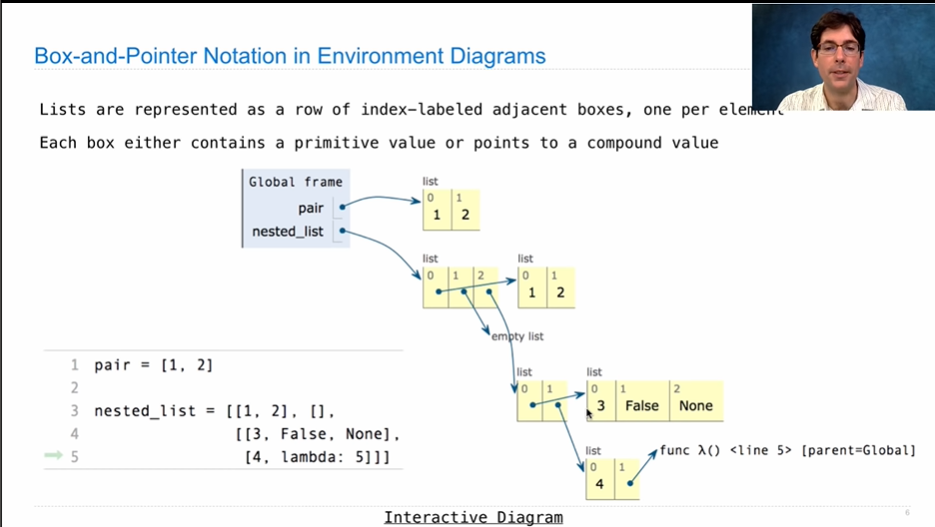 Box-and-Pointer Notation in Environment Diagrams
Lists are represented as a row of index-labeled adjacent boxes, one per element
Each box either contains a primitive value or points to a compound value
Global frame
pair
nested_list
list
0 1
1 2
list
0 1 2
list
0 1
1 2
empty list
list
0 1
list
0 1 2
3 False None
list
0 1
4
func λ() <line 5> [parent=Global]
1 pair = [1, 2]
2
3 nested_list = [[1, 2], [],
4 [[3, False, None],
5 [4, lambda: 5]]]
Interactive Diagram
6